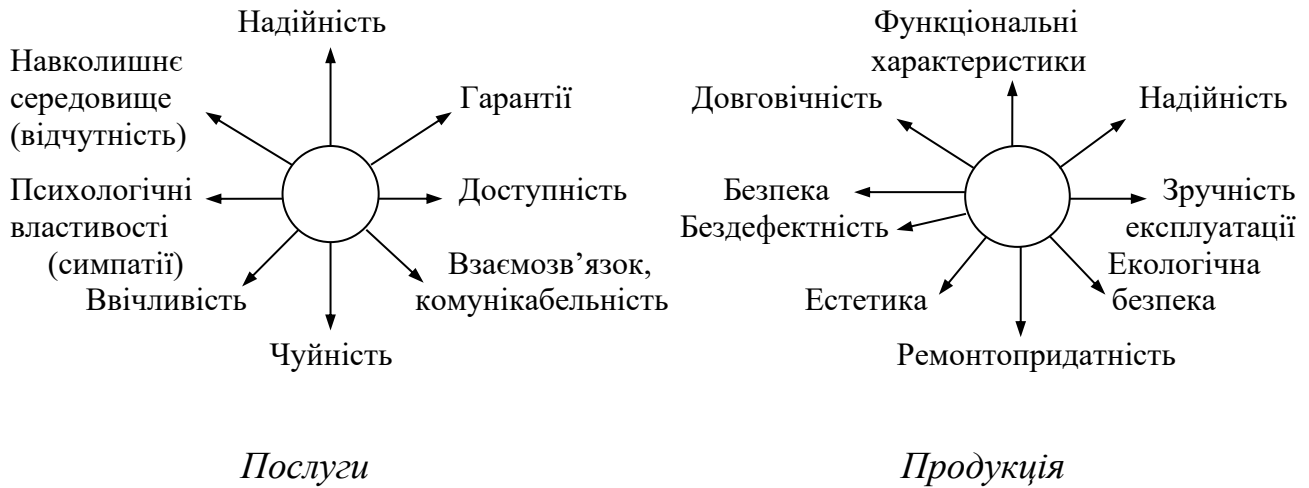 Надійність
Навколишнє
середовище
(відчутність)
Гарантії
Психологічні
властивості
(симпатії)
Доступність
Ввічливість
Взаємозв’язок,
комунікабельність
Чуйність
Послуги
Функціональні
характеристики
Довговічність
Надійність
Безпека
Бездефектність
Зручність
експлуатації
Екологічна
безпека
Естетика
Ремонтопридатність
Продукція